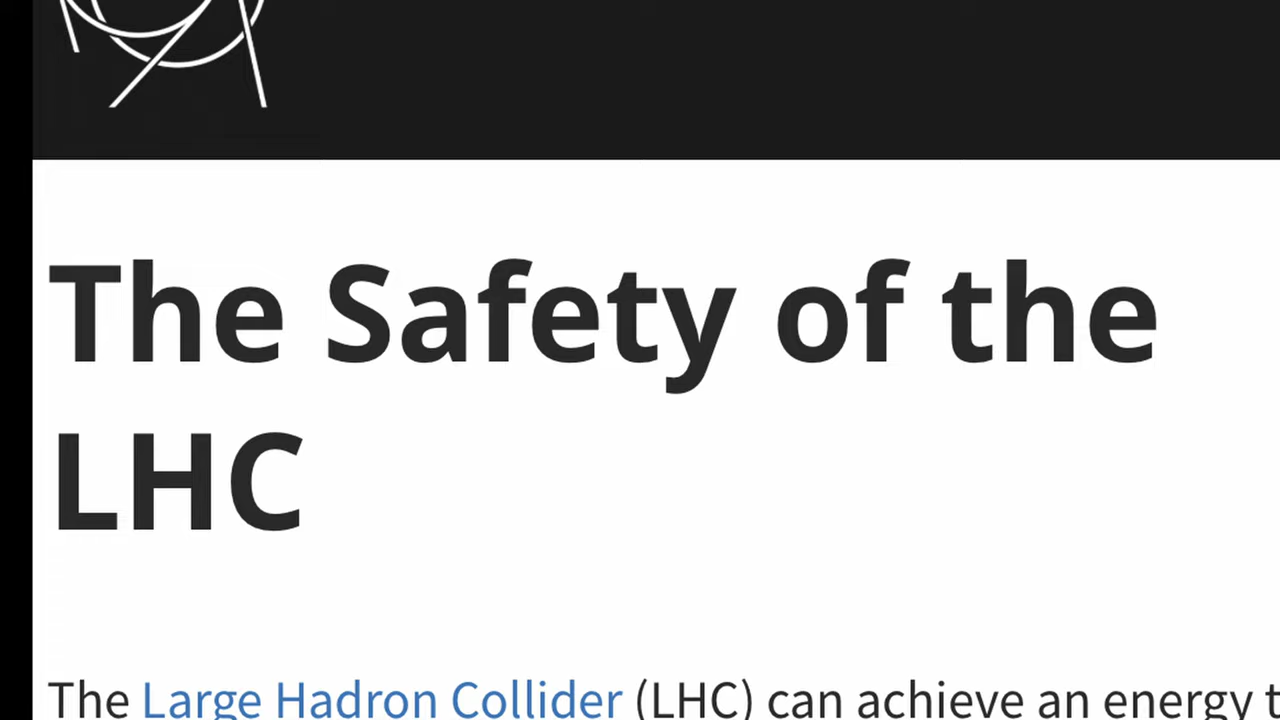 The Safety of the
LHC
The Large Hadron Collider (LHC) can achieve an energy t